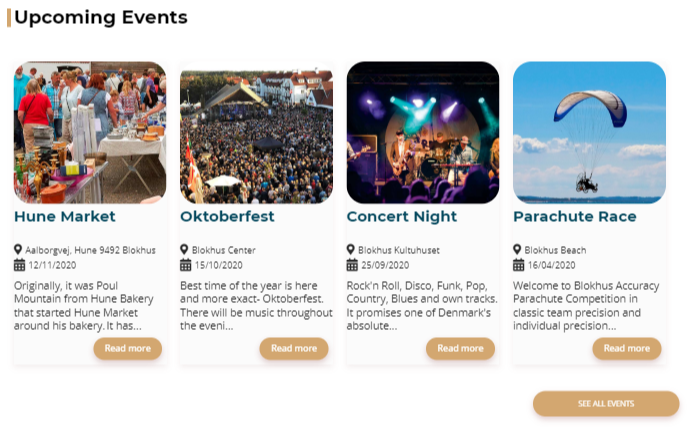 Upcoming Events
Hune Market
Aalborgvej, Hune 9492 Blokhus
12/11/2020
Originally, it was Poul
Mountain from Hune Bakery
that started Hune Market
around his bakery. It has...
Read more
Oktoberfest
Blokhus Center
15/10/2020
Best time of the year is here
and more exact- Oktoberfest.
There will be music throughout
the eveni...
Read more
Concert Night
Blokhus Kultuhuset
25/09/2020
Rock'n Roll, Disco, Funk, Pop,
Country, Blues and own tracks.
It promises one of Denmark's
absolute...
Read more
Parachute Race
Blokhus Beach
16/04/2020
Welcome to Blokhus Accuracy
Parachute Competition in
classic team precision and
individual precision...
Read more
SEE ALL EVENTS